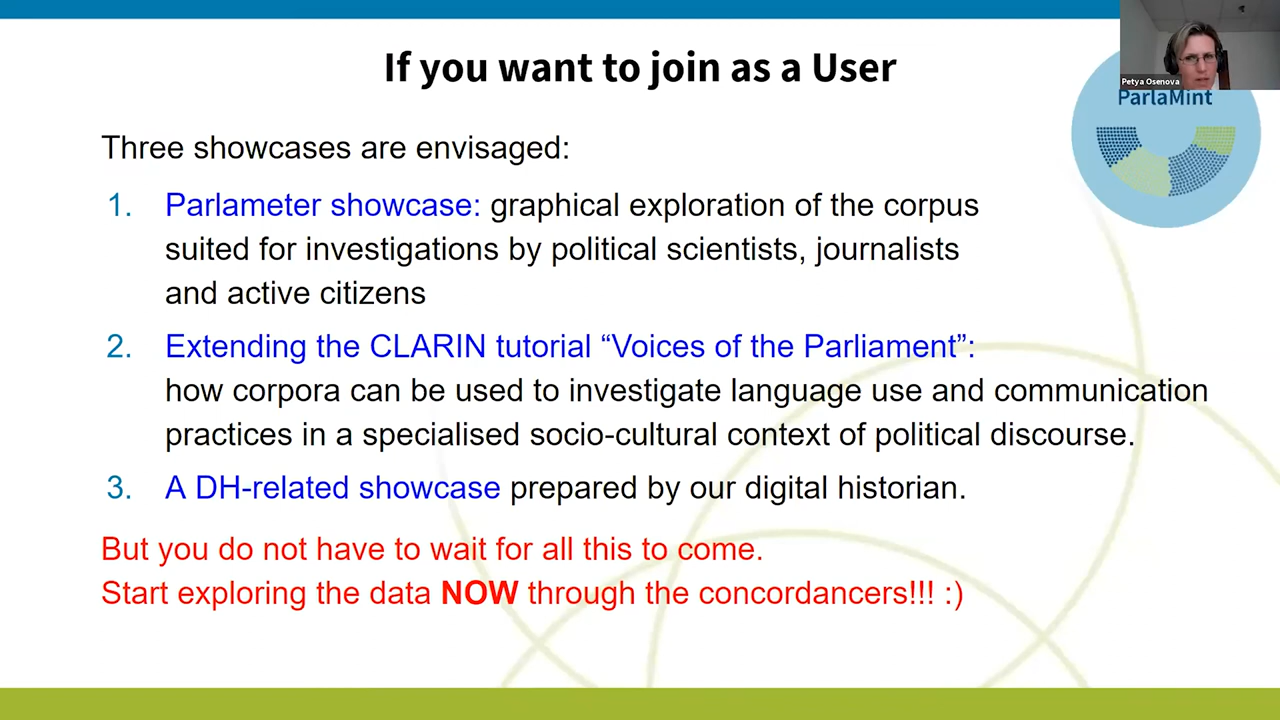 If you want to join as a User
Petya Osenova
ParlaMint
Three showcases are envisaged:
1. Parlameter showcase: graphical exploration of the corpus
suited for investigations by political scientists, journalists
and active citizens
2. Extending the CLARIN tutorial “Voices of the Parliament”:
how corpora can be used to investigate language use and communication
practices in a specialised socio-cultural context of political discourse.
3. A DH-related showcase prepared by our digital historian.
But you do not have to wait for all this to come.
Start exploring the data NOW through the concordancers!!! :)